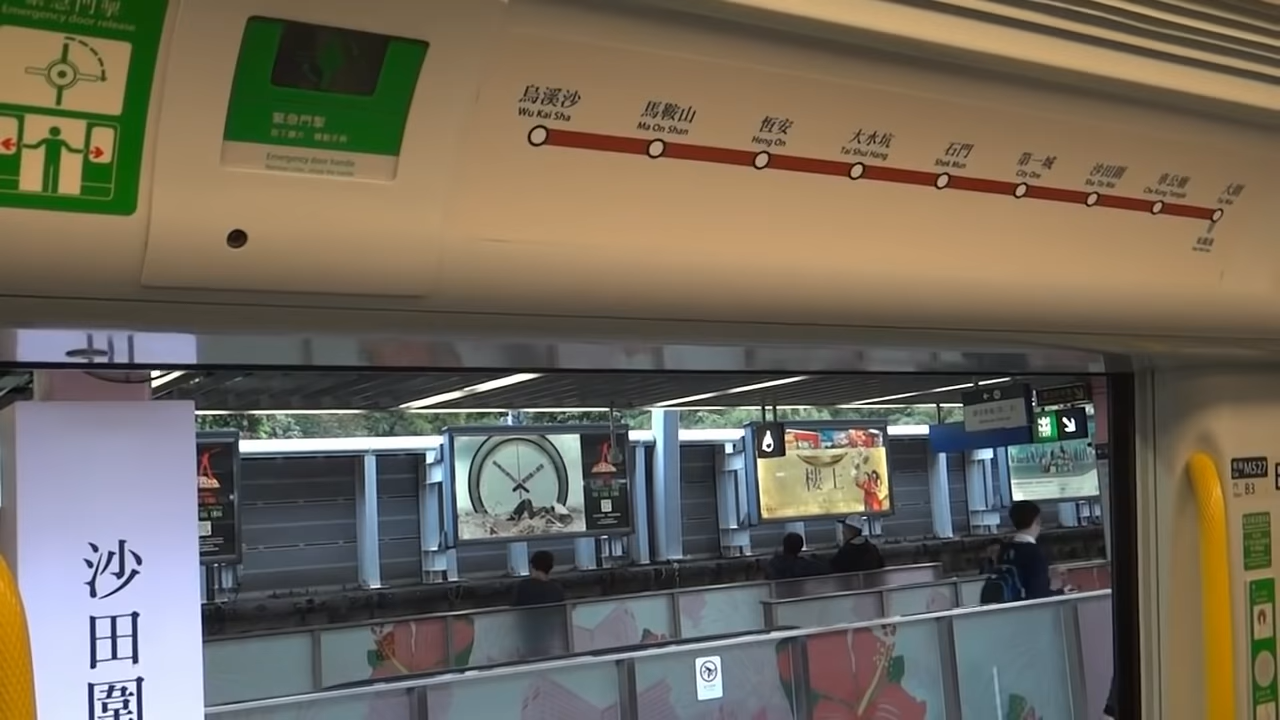 Emergency door release
緊急門掣
Emergency door handle
烏溪沙
Wu Kai Sha
馬鞍山
Ma On Shan
恆安
Heng On
大水坑
Tai Shui Hang
石門
Shek Mun
第一城
City One
沙田圍
Sha Tin Wai
車公廟
Che Kung Temple
大圍
Tai Wai
樓上
M527
B3
沙田圍